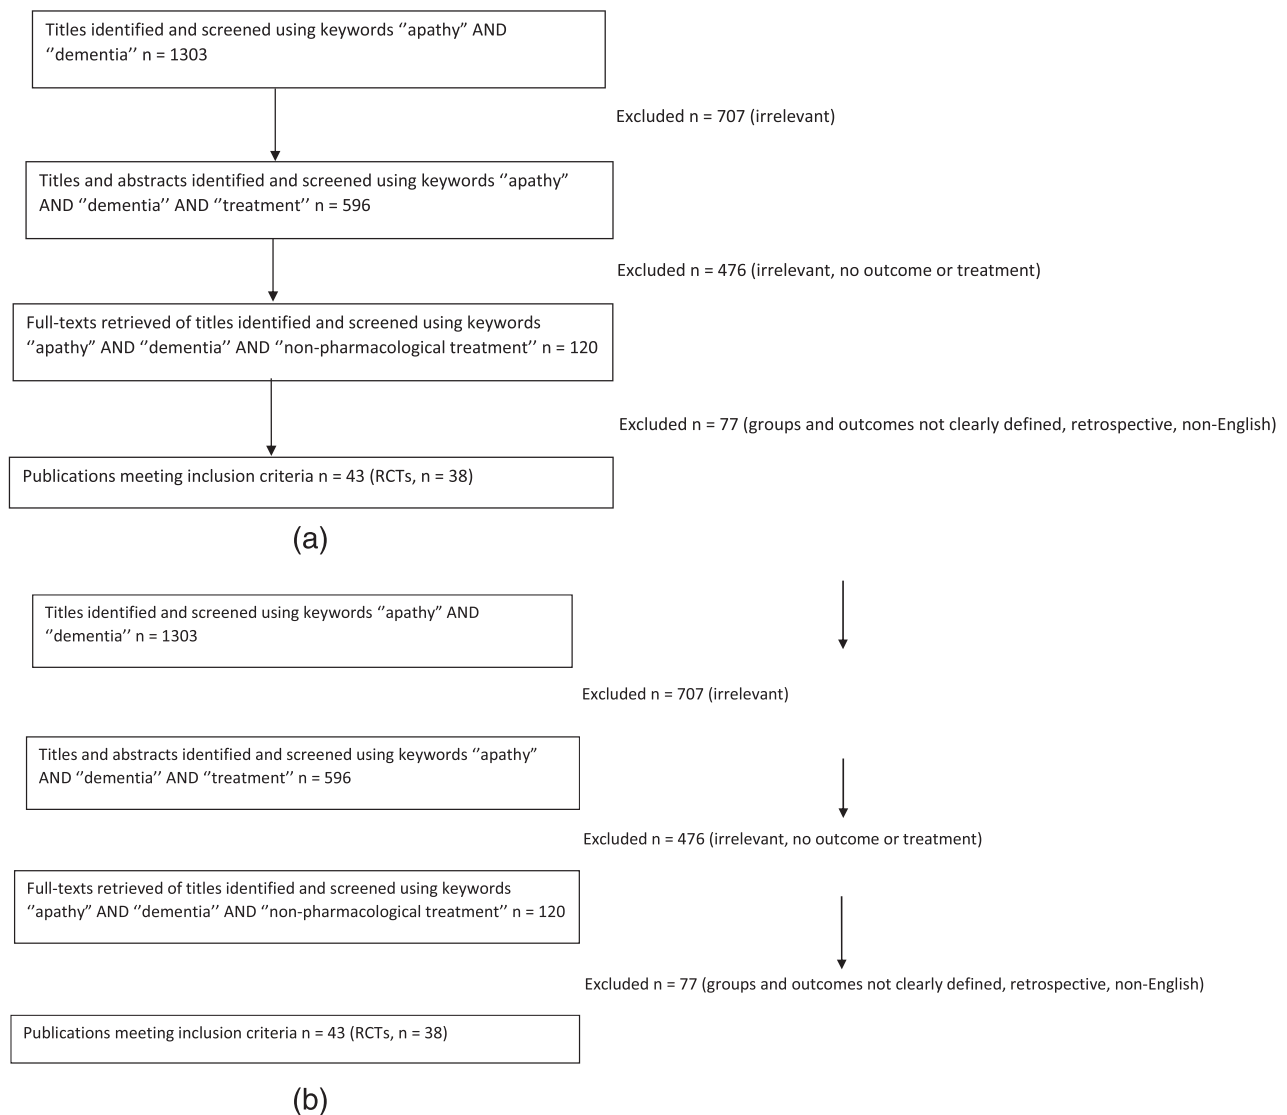 Titles identified and screened using keywords ‘’apathy” AND
‘’dementia’’ n = 1303
Excluded n = 707 (irrelevant)
Titles and abstracts identified and screened using keywords ‘’apathy”
AND ‘’dementia’’ AND ‘’treatment’’ n = 596
Excluded n = 476 (irrelevant, no outcome or treatment)
Full-texts retrieved of titles identified and screened using keywords
‘’apathy” AND ‘’dementia’’ AND ‘’non-pharmacological treatment’’ n = 120
Excluded n = 77 (groups and outcomes not clearly defined, retrospective, non-English)
Publications meeting inclusion criteria n = 43 (RCTs, n = 38)
(a)
Titles identified and screened using keywords ‘’apathy” AND
‘’dementia’’ n = 1303
Excluded n = 707 (irrelevant)
Titles and abstracts identified and screened using keywords ‘’apathy”
AND ‘’dementia’’ AND ‘’treatment’’ n = 596
Excluded n = 476 (irrelevant, no outcome or treatment)
Full-texts retrieved of titles identified and screened using keywords
‘’apathy” AND ‘’dementia’’ AND ‘’non-pharmacological treatment’’ n = 120
Excluded n = 77 (groups and outcomes not clearly defined, retrospective, non-English)
Publications meeting inclusion criteria n = 43 (RCTs, n = 38)
(b)